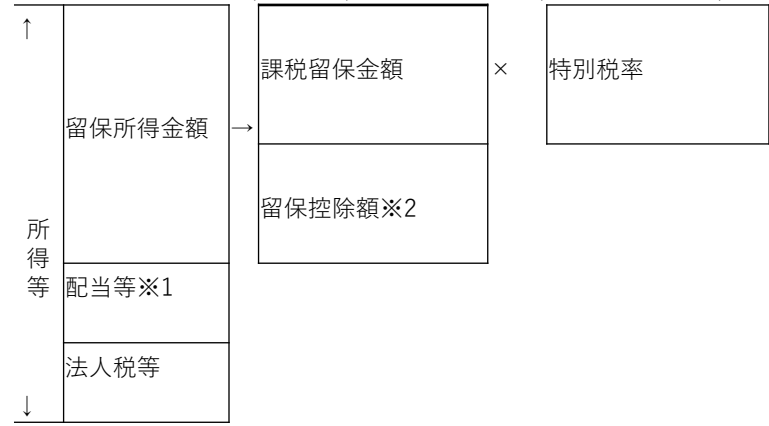 ↑
課税留保金額 × 特別税率
留保所得金額 →
留保控除額※2
所得等
配当等※1
法人税等
↓